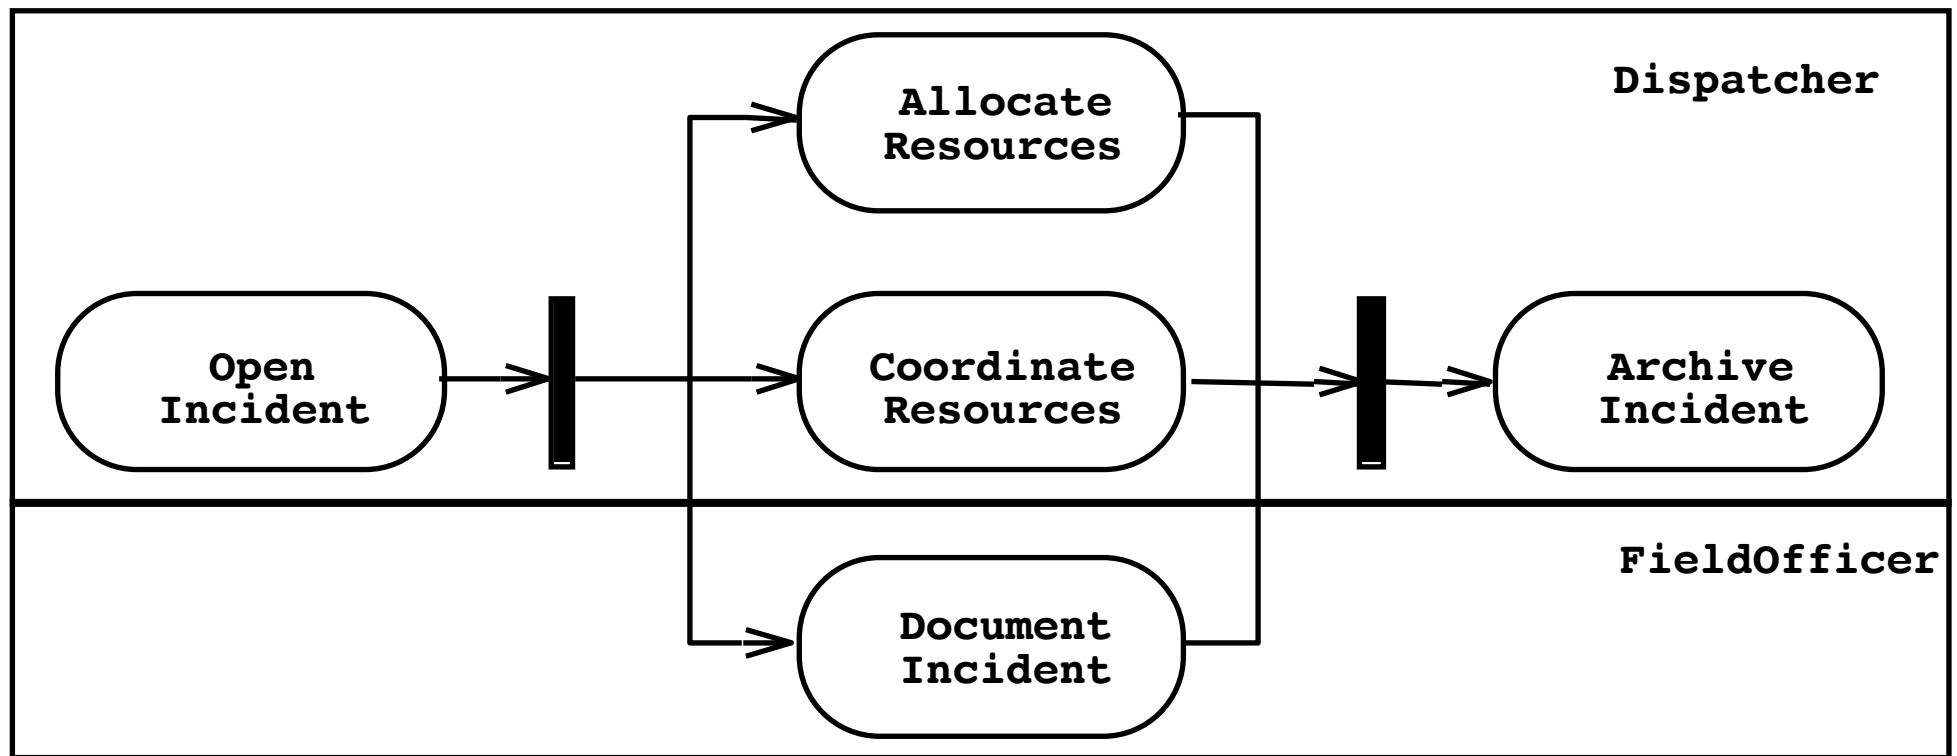 Dispatcher
Allocate
Resources
Open
Incident
Coordinate
Resources
Archive
Incident
FieldOfficer
Document
Incident